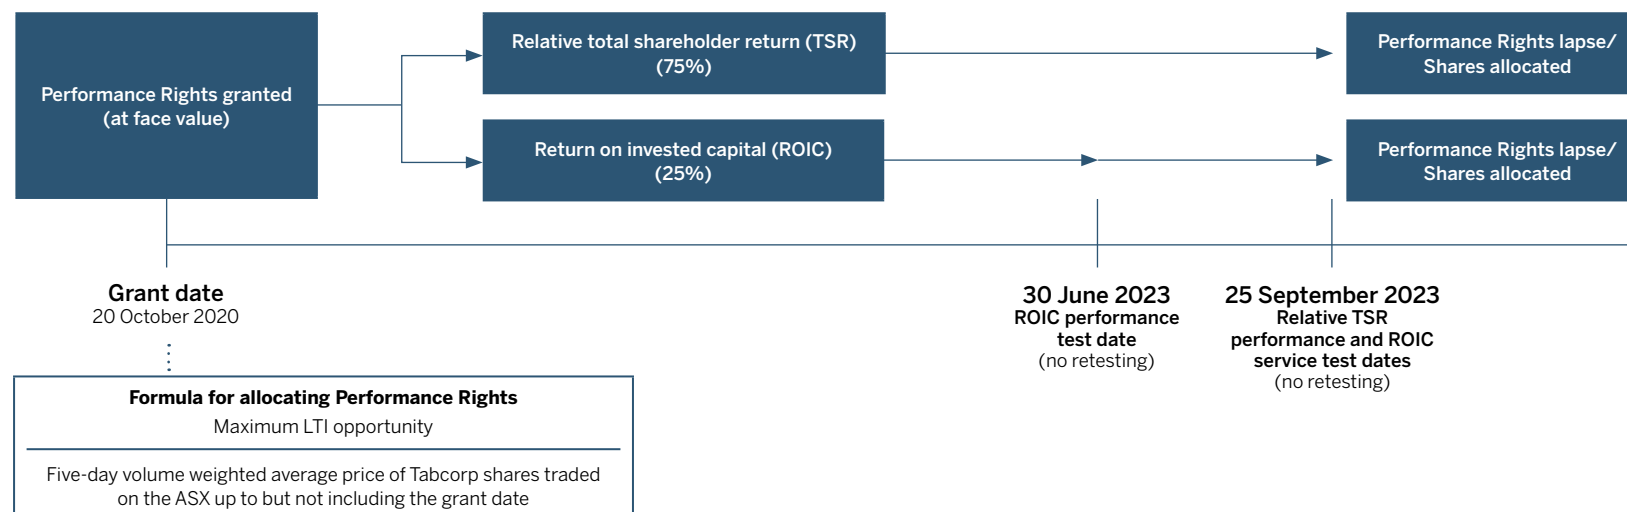 Performance Rights granted
(at face value)
Relative total shareholder return (TSR)
(75%)
Performance Rights lapse/
Shares allocated
Return on invested capital (ROIC)
(25%)
Performance Rights lapse/
Shares allocated
Grant date
20 October 2020
30 June 2023
ROIC performance
test date
(no retesting)
25 September 2023
Relative TSR
performance and ROIC
service test dates
(no retesting)
Formula for allocating Performance Rights
Maximum LTI opportunity
Five-day volume weighted average price of Tabcorp shares traded
on the ASX up to but not including the grant date